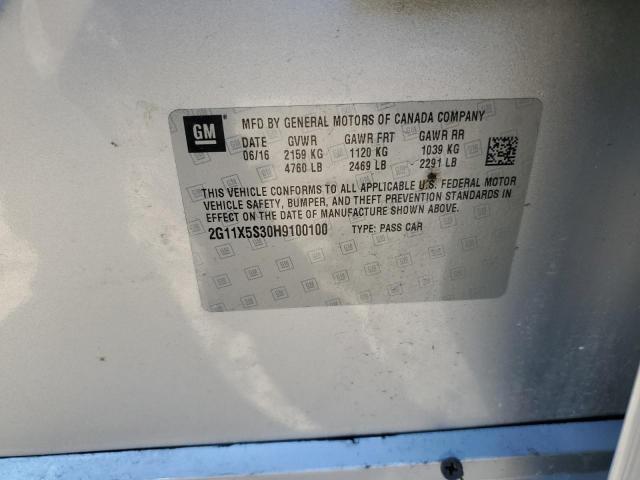 GM
MFD BY GENERAL MOTORS OF CANADA COMPANY
DATE GVWR GAWR FRT GAWR RR
06/16 2159 KG 1120 KG 1039 KG
4760 LB 2469 LB 2291 LB
THIS VEHICLE CONFORMS TO ALL APPLICABLE U.S. FEDERAL MOTOR
VEHICLE SAFETY, BUMPER, AND THEFT PREVENTION STANDARDS IN
EFFECT ON THE DATE OF MANUFACTURE SHOWN ABOVE.
2G11X5S30H9100100 TYPE: PASS CAR